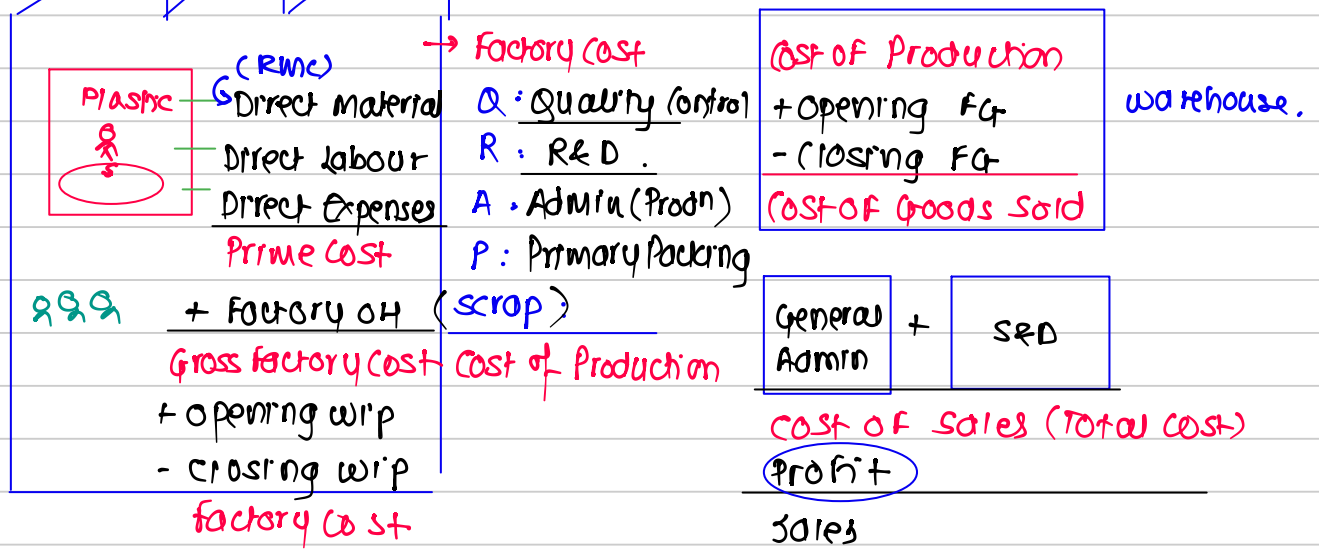 (RMC)
Plastic
Direct Material
Direct Labour
Direct Expenses
Prime Cost
+ Factory OH
Gross Factory Cost
+ opening WIP
- Closing WIP
Factory Cost
→ Factory Cost
Q : Quality Control
R : R&D .
A . Admin (Prodn)
P : Primary Packing
(scrap)
Cost of Production
Cost of Production
+ opening FG
- Closing FG
Cost of Goods Sold
warehouse.
General Admin + S&D
Cost of Sales (Total Cost)
Profit
Sales